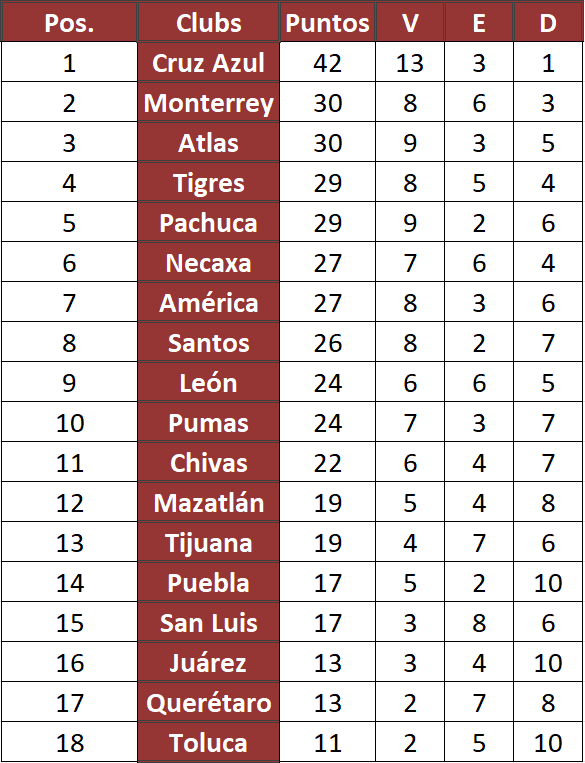 Pos. Clubs Puntos V E D
1 Cruz Azul 42 13 3 1
2 Monterrey 30 8 6 3
3 Atlas 30 9 3 5
4 Tigres 29 8 5 4
5 Pachuca 29 9 2 6
6 Necaxa 27 7 6 4
7 América 27 8 3 6
8 Santos 26 8 2 7
9 León 24 6 6 5
10 Pumas 24 7 3 7
11 Chivas 22 6 4 7
12 Mazatlán 19 5 4 8
13 Tijuana 19 4 7 6
14 Puebla 17 5 2 10
15 San Luis 17 3 8 6
16 Juárez 13 3 4 10
17 Querétaro 13 2 7 8
18 Toluca 11 2 5 10